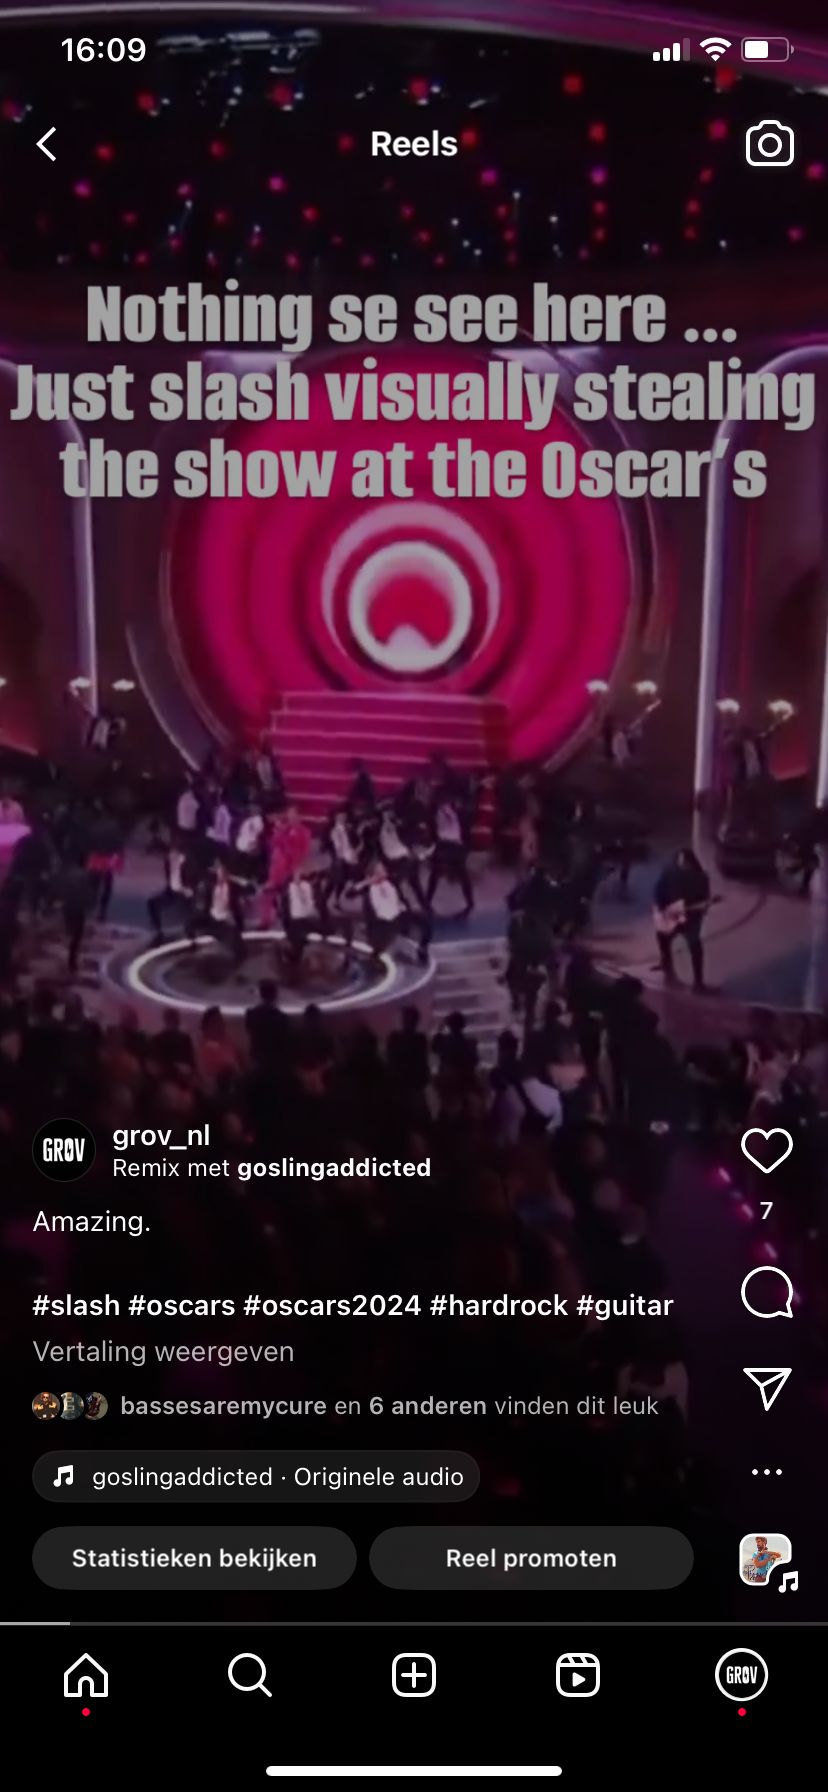 16:09
Reels
Nothing se see here ...
Just slash visually stealing
the show at the Oscar's
GROV
grov_nl
Remix met goslingaddicted
Amazing.
7
#slash #oscars #oscars2024 #hardrock #guitar
Vertaling weergeven
bassesaremycure en 6 anderen vinden dit leuk
goslingaddicted · Originele audio
Statistieken bekijken
Reel promoten
GROV